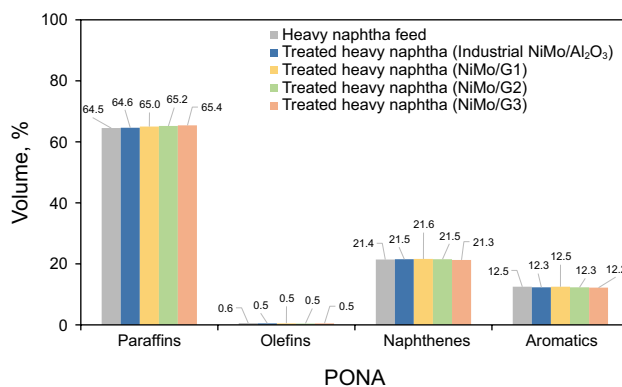 100
80
60
40
20
0
Volume, %
Heavy naphtha feed
Treated heavy naphtha (Industrial NiMo/Al₂O₃)
Treated heavy naphtha (NiMo/G1)
Treated heavy naphtha (NiMo/G2)
Treated heavy naphtha (NiMo/G3)
64.5 64.6 65.0 65.2 65.4
0.6 0.5 0.5 0.5 0.5
21.4 21.5 21.6 21.5 21.3
12.5 12.3 12.5 12.3
Paraffins Olefins Naphthenes Aromatics
PONA